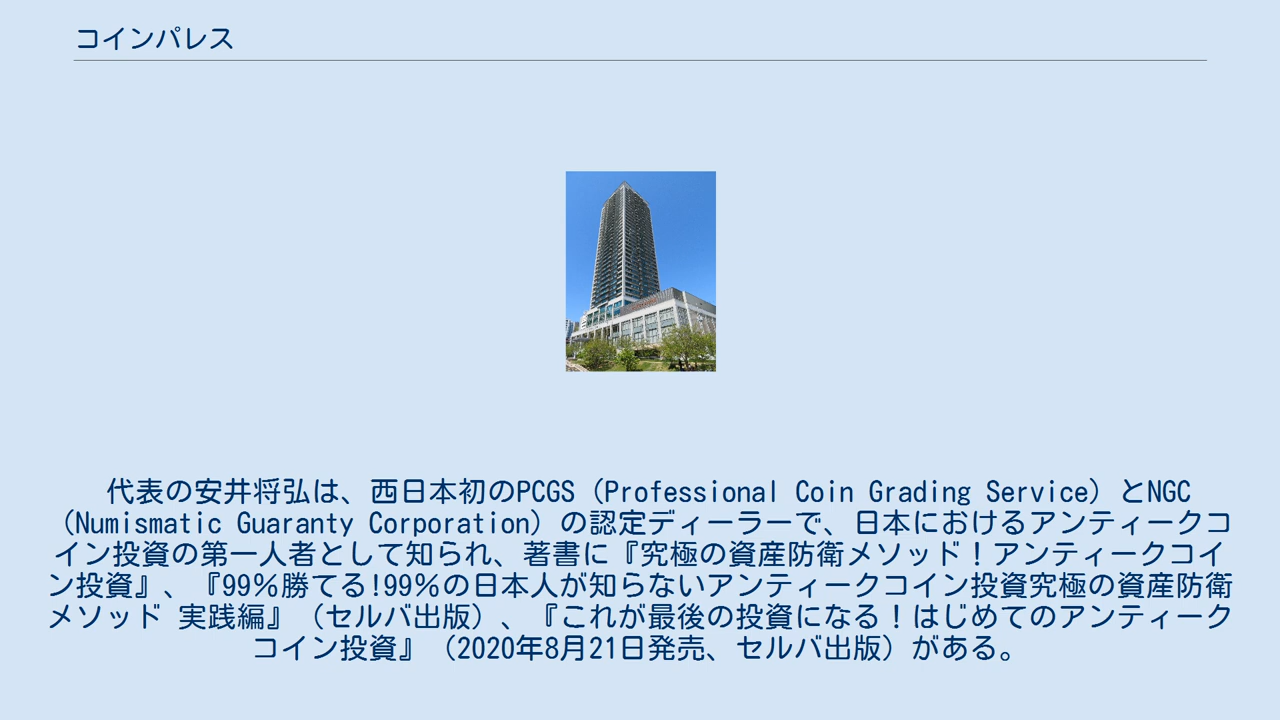 コインパレス
代表の安井将弘は、西日本初のPCGS（Professional Coin Grading Service）とNGC
（Numismatic Guaranty Corporation）の認定ディーラーで、日本におけるアンティークコ
イン投資の第一人者として知られ、著書に『究極の資産防衛メソッド！アンティークコイ
ン投資』、『99％勝てる!99％の日本人が知らないアンティークコイン投資究極の資産防衛
メソッド 実践編』（セルバ出版）、『これが最後の投資になる！はじめてのアンティーク
コイン投資』（2020年8月21日発売、セルバ出版）がある。